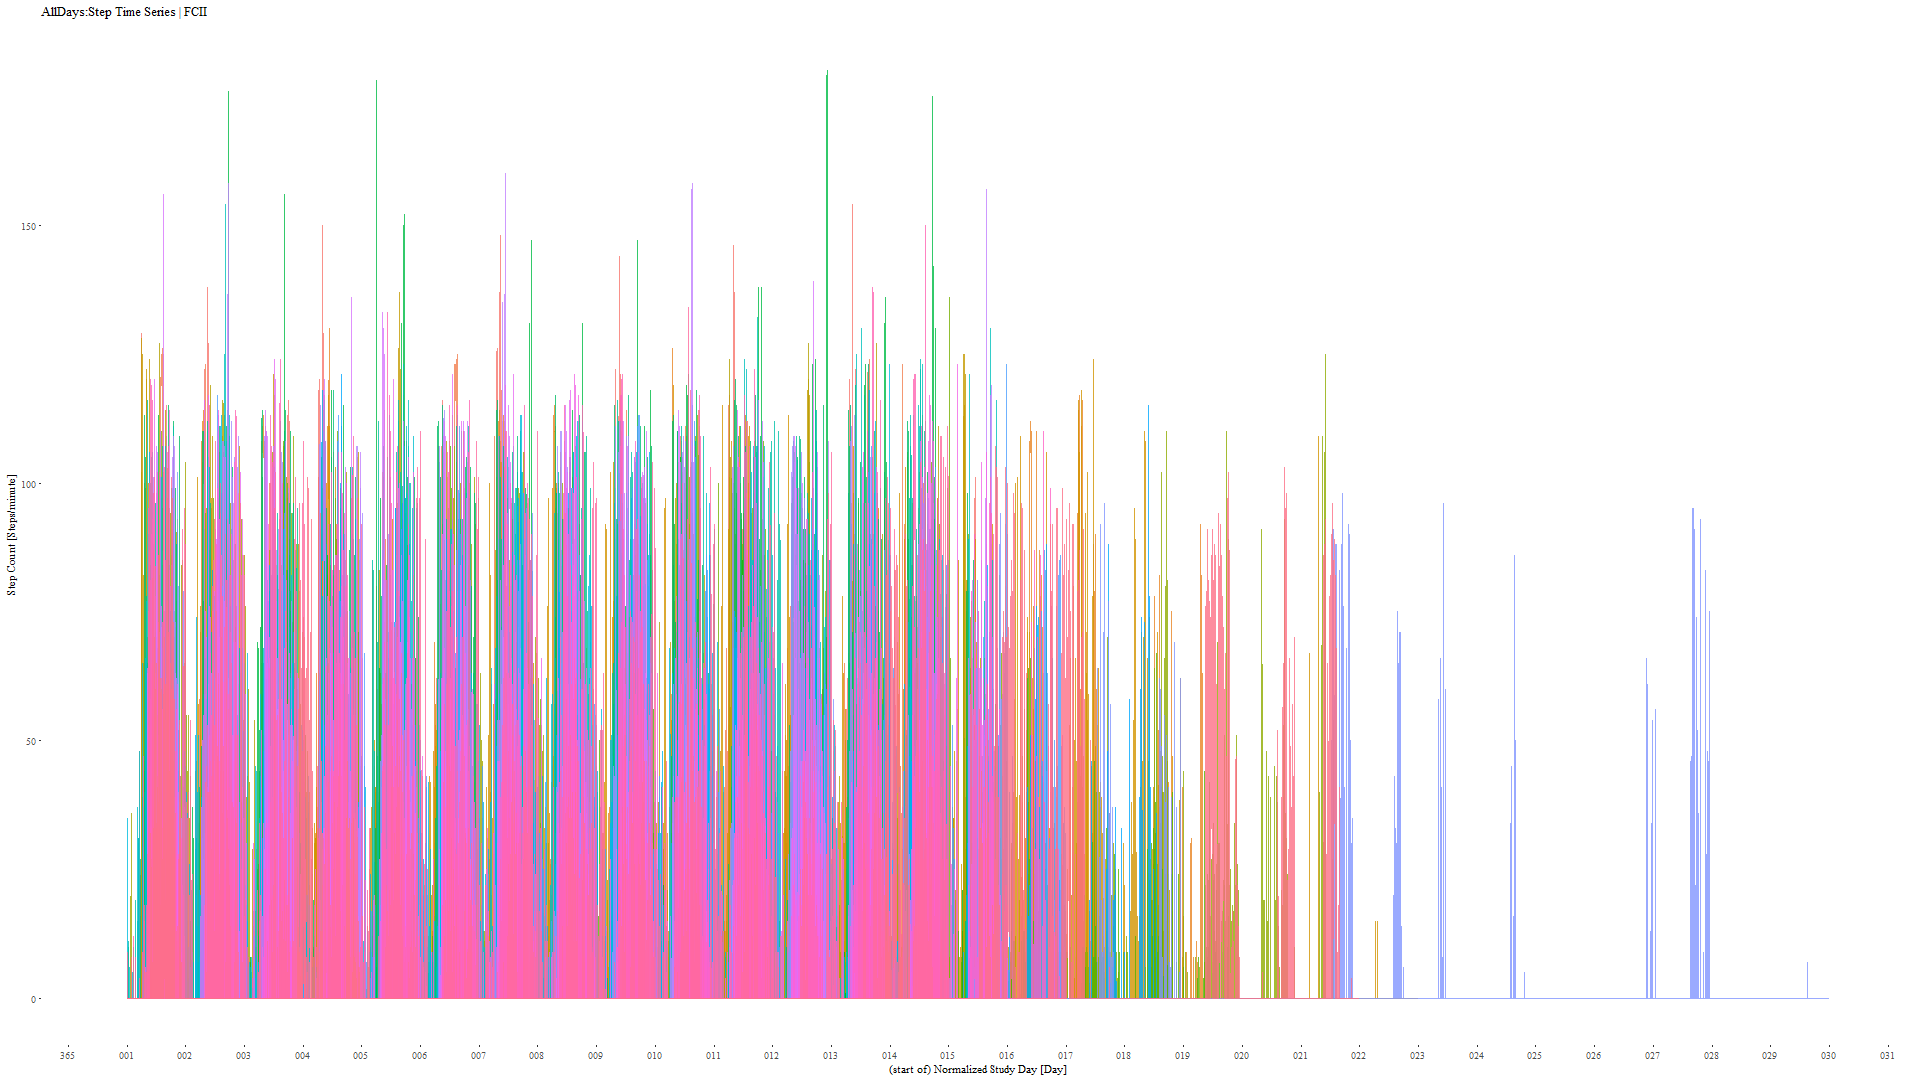 AllDays:Step Time Series | FCII
Step Count [Steps/minute]
150
100
50
0
365 001 002 003 004 005 006 007 008 009 010 011 012 013 014 015 016 017 018 019 020 021 022 023 024 025 026 027 028 029 030 031
(start of) Normalized Study Day [Day]